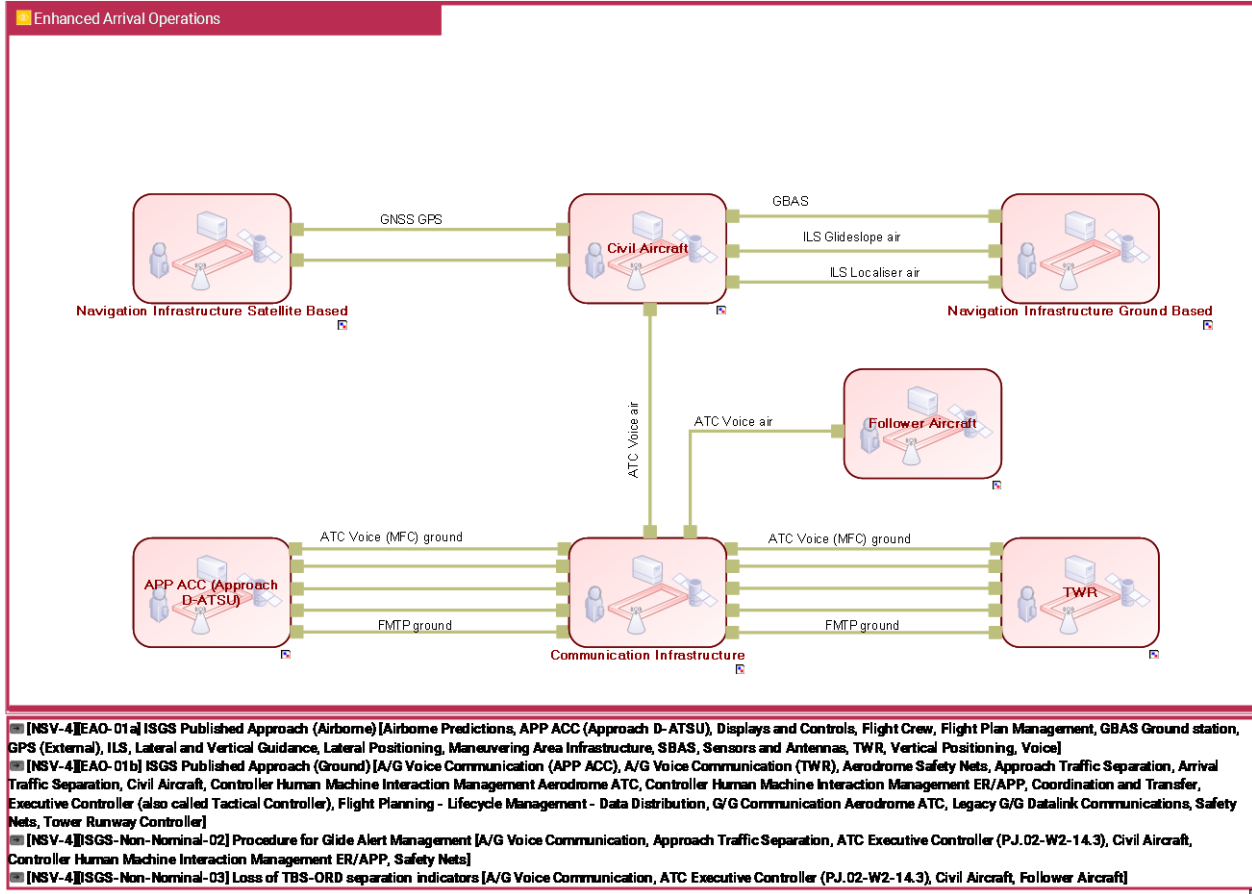 Enhanced Arrival Operations
GNSS GPS
Civil Aircraft
GBAS
ILS Glideslope air
ILS Localiser air
Navigation Infrastructure Satellite Based
Navigation Infrastructure Ground Based
ATC Voice air
ATC Voice air
Follower Aircraft
ATC Voice (MFC) ground
ATC Voice (MFC) ground
APP ACC (Approach
D-ATSU)
TWR
FMTP ground
FMTP ground
Communication Infrastructure
[NSV-4][EAO-01a] ISGS Published Approach (Airborne) [Airborne Predictions, APP ACC (Approach D-ATSU), Displays and Controls, Flight Crew, Flight Plan Management, GBAS Ground station,
GPS (External), ILS, Lateral and Vertical Guidance, Lateral Positioning, Maneuvering Area Infrastructure, SBAS, Sensors and Antennas, TWR, Vertical Positioning, Voice]
[NSV-4][EAO-01b] ISGS Published Approach (Ground) [A/G Voice Communication (APP ACC), A/G Voice Communication (TWR), Aerodrome Safety Nets, Approach Traffic Separation, Arrival
Traffic Separation, Civil Aircraft, Controller Human Machine Interaction Management Aerodrome ATC, Controller Human Machine Interaction Management ER/APP, Coordination and Transfer,
Executive Controller (also called Tactical Controller), Flight Planning - Lifecycle Management - Data Distribution, G/G Communication Aerodrome ATC, Legacy G/G Datalink Communications, Safety
Nets, Tower Runway Controller]
[NSV-4][ISGS-Non-Nominal-02] Procedure for Glide Alert Management [A/G Voice Communication, Approach Traffic Separation, ATC Executive Controller (PJ.02-W2-14.3), Civil Aircraft,
Controller Human Machine Interaction Management ER/APP, Safety Nets]
[NSV-4][ISGS-Non-Nominal-03] Loss of TBS-ORD separation indicators [A/G Voice Communication, ATC Executive Controller (PJ.02-W2-14.3), Civil Aircraft, Follower Aircraft]